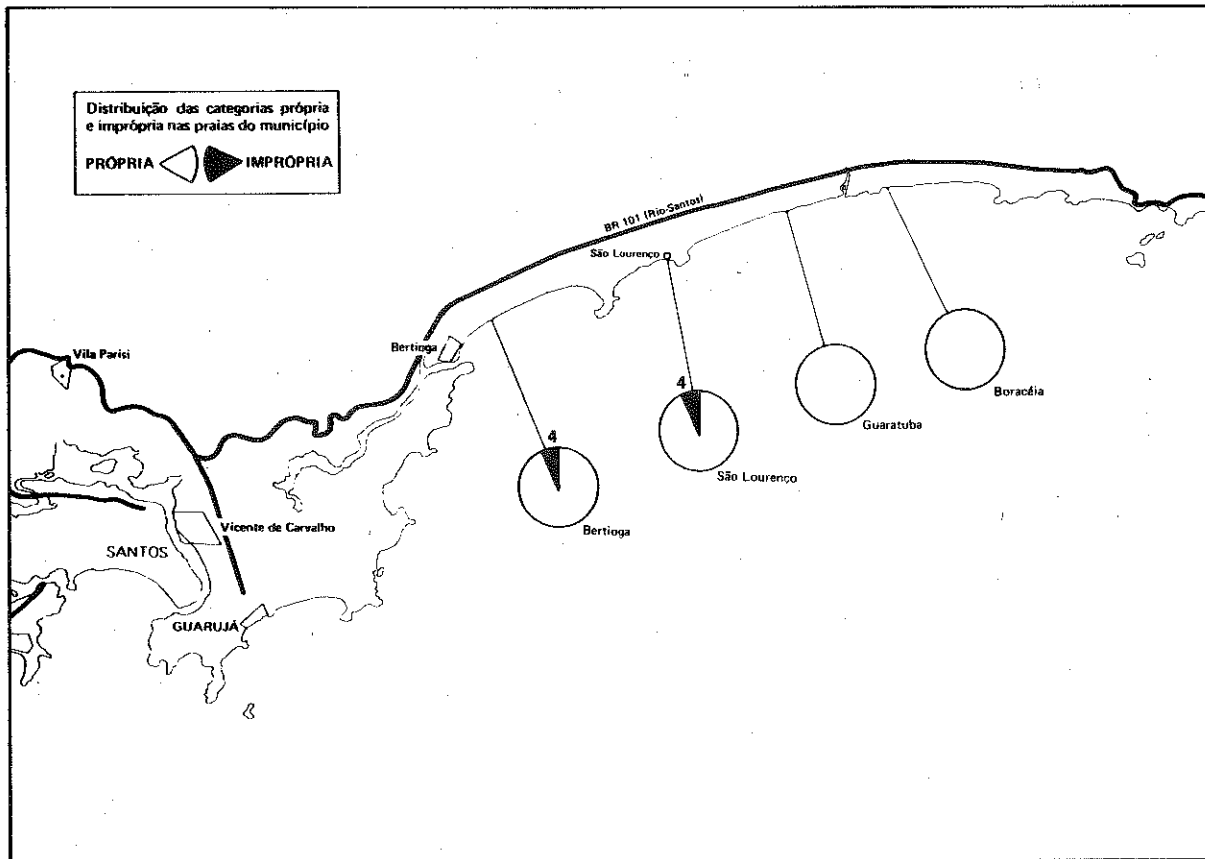 Distribuição das categorias própria
e imprópria nas praias do município
PRÓPRIA IMPRÓPRIA
BR 101 (Rio-Santos)
São Lourenço
Bertioga
Vila Parisi
4
4
Boracéia
Guaratuba
São Lourenço
Bertioga
Vicente de Carvalho
SANTOS
GUARUJÁ